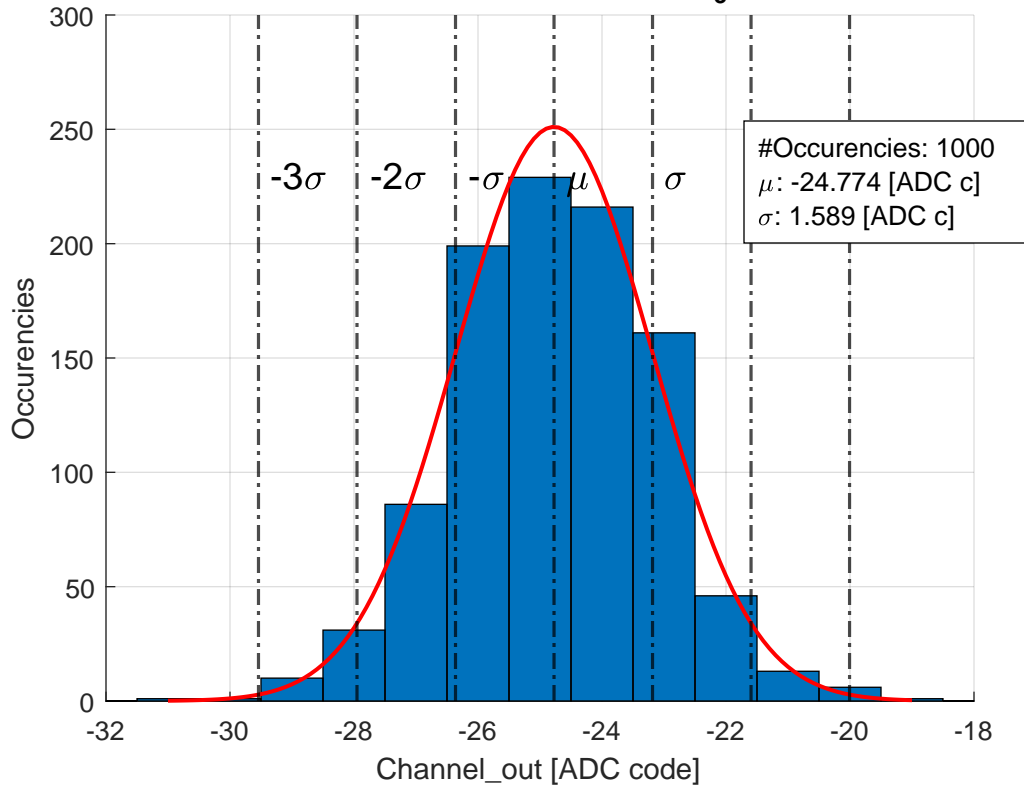 300
250
200
150
100
50
0
Occurencies
-3σ -2σ -σ μ σ
#Occurencies: 1000
μ: -24.774 [ADC c]
σ: 1.589 [ADC c]
-32 -30 -28 -26 -24 -22 -20 -18
Channel_out [ADC code]